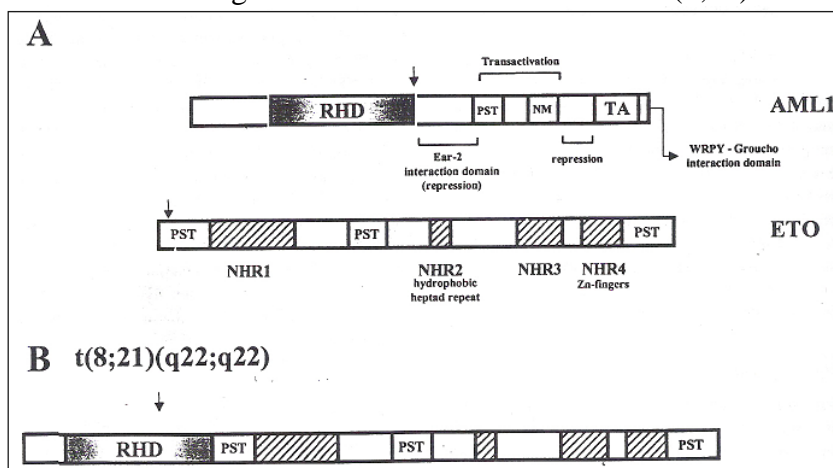 A
Transactivation
RHD PST NM TA AML1
Ear-2
interaction domain
(repression)
repression
WRPY - Groucho
interaction domain
PST PST PST ETO
NHR1 NHR2 NHR3 NHR4
hydrophobic
heptad repeat
Zn-fingers
B t(8;21)(q22;q22)
RHD PST PST PST